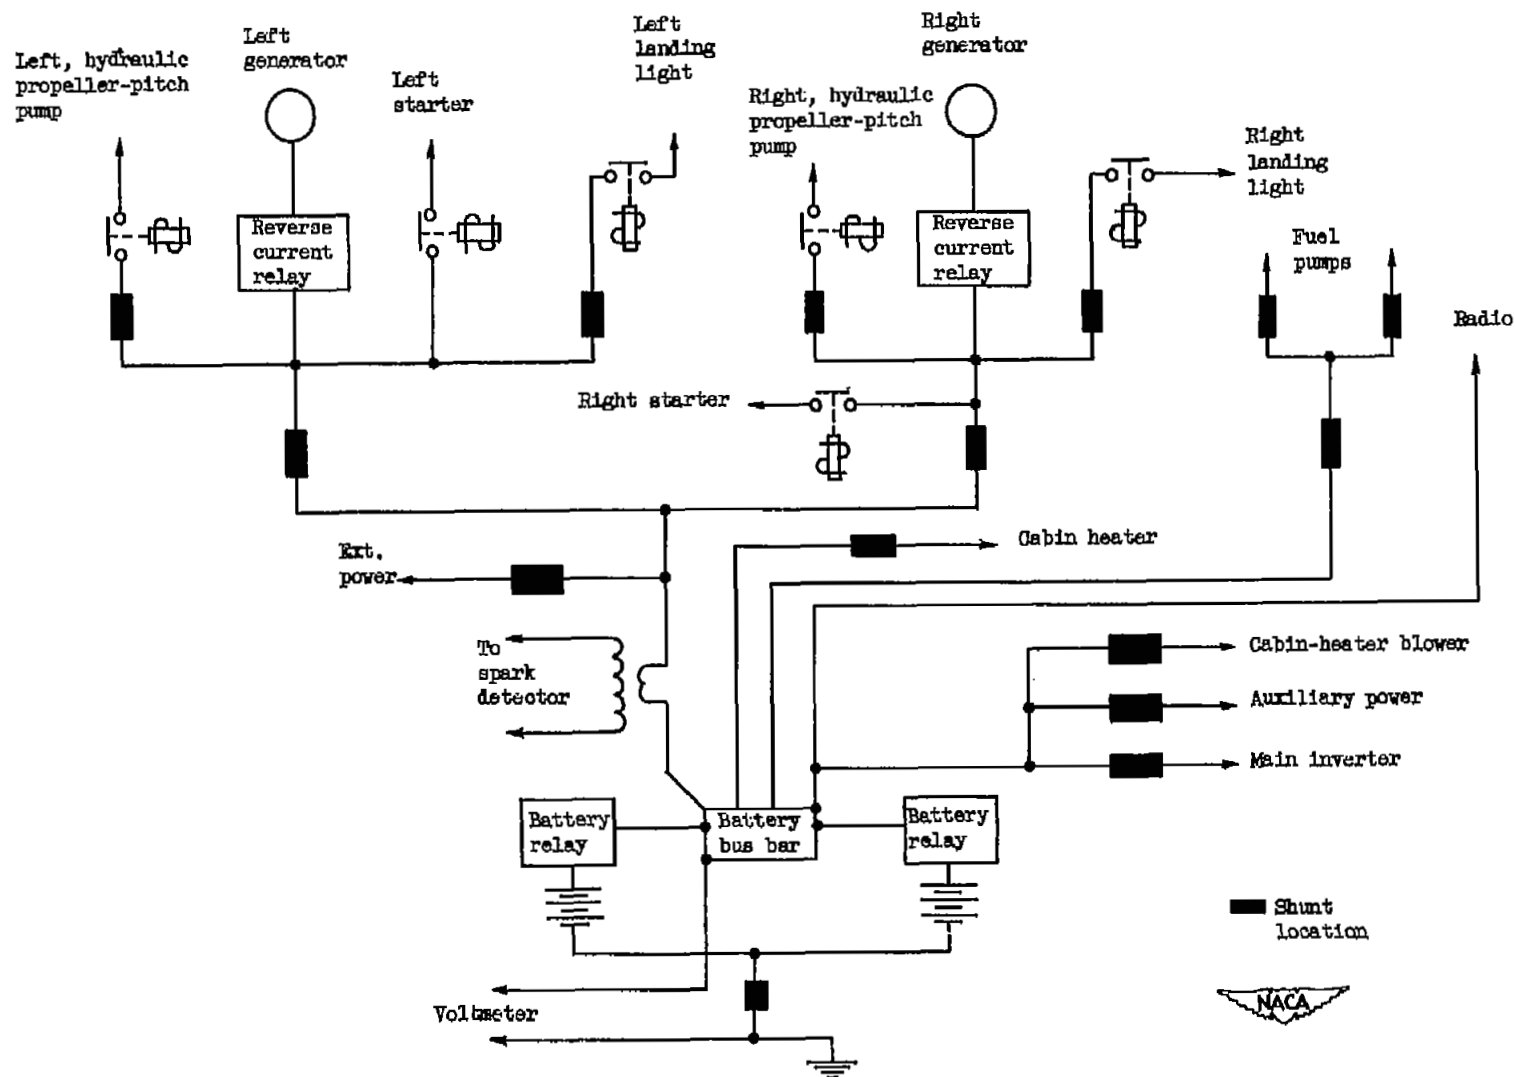 Left, hydraulic
propeller-pitch
pump
Left
generator
Left
starter
Left
landing
light
Right, hydraulic
propeller-pitch
pump
Right
generator
Right
landing
light
Fuel
pumps
Radio
Reverse
current
relay
Reverse
current
relay
Right starter
Ext.
power
Cabin heater
To
spark
detector
Cabin-heater blower
Auxiliary power
Main inverter
Battery
relay
Battery
bus bar
Battery
relay
Shunt
location
Voltmeter
NACA